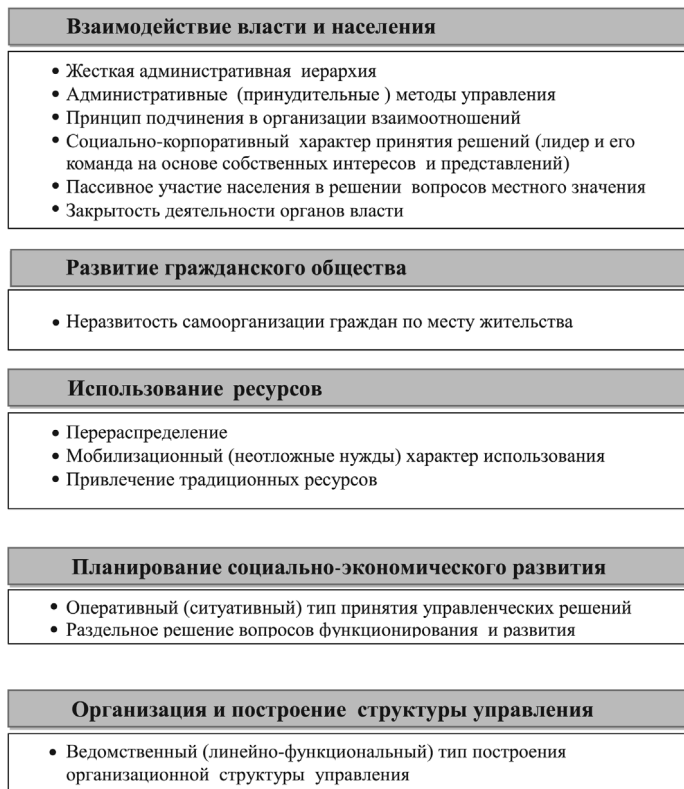 Взаимодействие власти и населения
• Жесткая административная иерархия
• Административные (принудительные ) методы управления
• Принцип подчинения в организации взаимоотношений
• Социально-корпоративный характер принятия решений (лидер и его
команда на основе собственных интересов и представлений)
• Пассивное участие населения в решении вопросов местного значения
• Закрытость деятельности органов власти
Развитие гражданского общества
• Неразвитость самоорганизации граждан по месту жительства
Использование ресурсов
• Перераспределение
• Мобилизационный (неотложные нужды) характер использования
• Привлечение традиционных ресурсов
Планирование социально-экономического развития
• Оперативный (ситуативный) тип принятия управленческих решений
• Раздельное решение вопросов функционирования и развития
Организация и построение структуры управления
• Ведомственный (линейно-функциональный) тип построения
организационной структуры управления